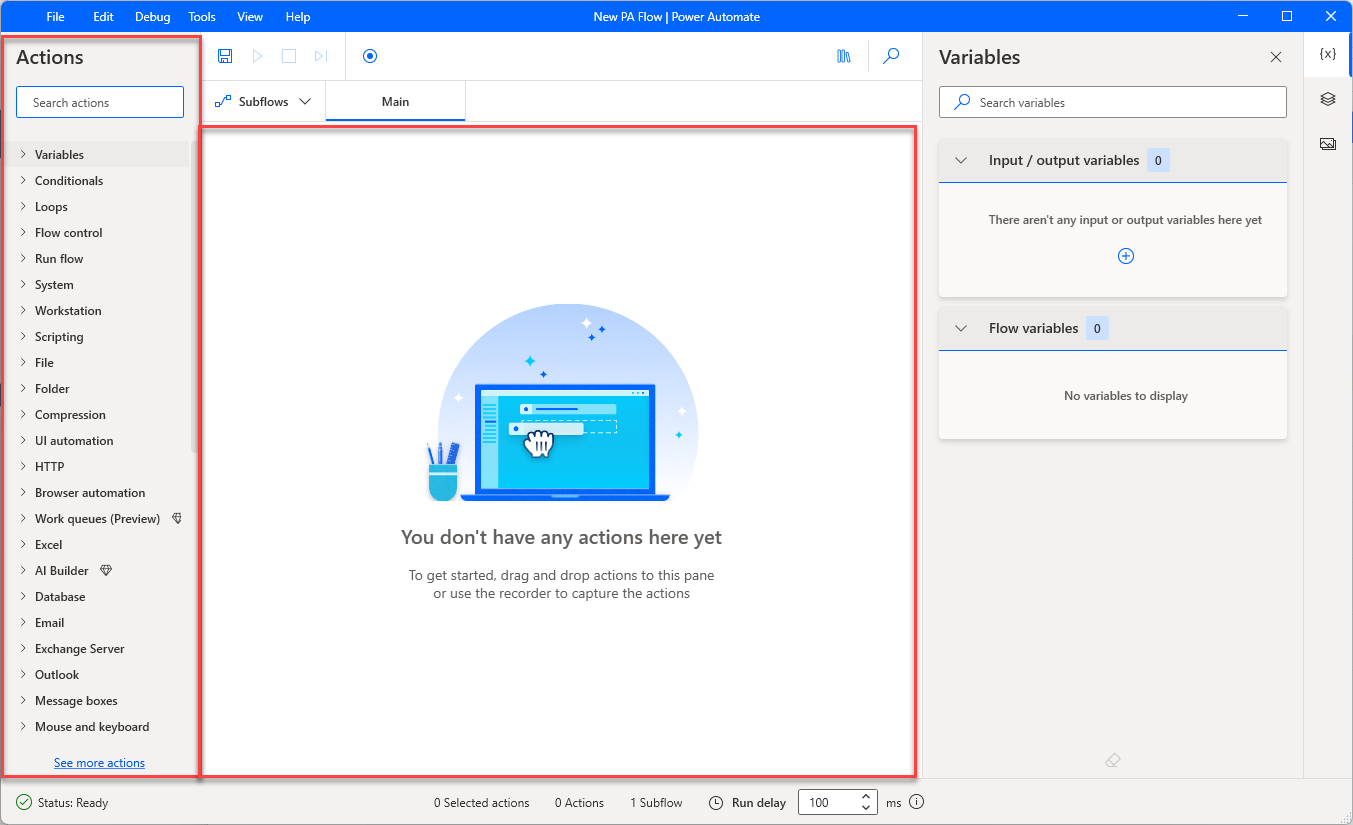 File Edit Debug Tools View Help
New PA Flow | Power Automate
Actions
Search actions
Variables
Conditionals
Loops
Flow control
Run flow
System
Workstation
Scripting
File
Folder
Compression
UI automation
HTTP
Browser automation
Work queues (Preview)
Excel
AI Builder
Database
Email
Exchange Server
Outlook
Message boxes
Mouse and keyboard
See more actions
Subflows
Main
You don't have any actions here yet
To get started, drag and drop actions to this pane
or use the recorder to capture the actions
Variables
{x}
Search variables
Input / output variables 0
There aren't any input or output variables here yet
Flow variables 0
No variables to display
Status: Ready
0 Selected actions
0 Actions
1 Subflow
Run delay
100
ms